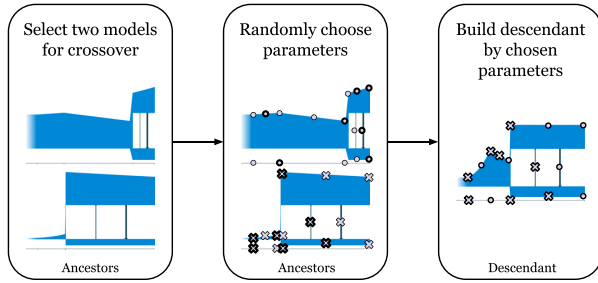 Select two models
for crossover
Ancestors
Randomly choose
parameters
Ancestors
Build descendant
by chosen
parameters
Descendant